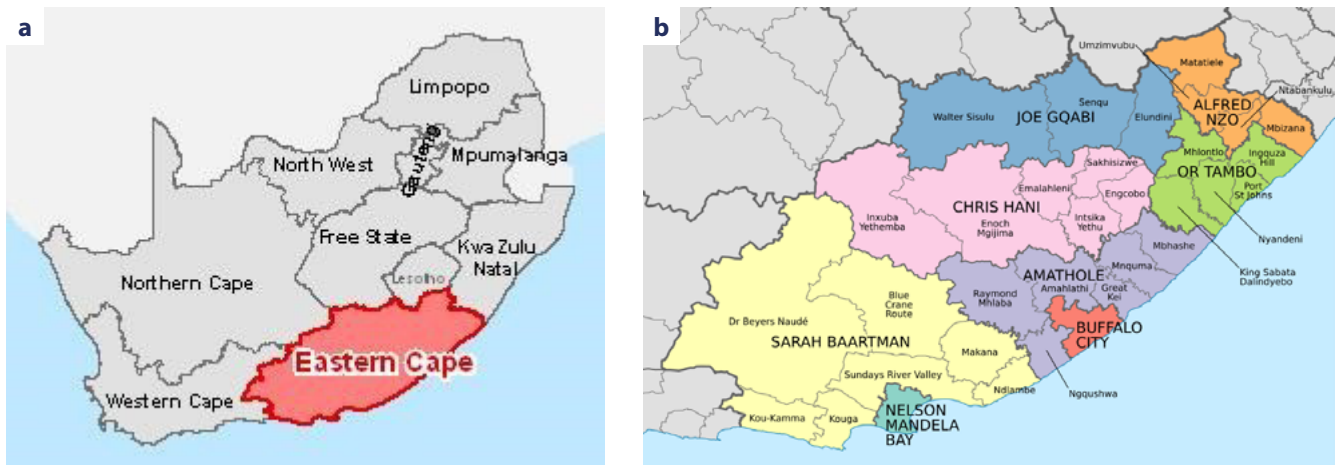 a
Limpopo
North West
Gauteng
Mpumalanga
Free State
Kwa Zulu
Natal
Lesotho
Northern Cape
Eastern Cape
Western Cape
b
Umzimvubu
Matatiele
Ntabankulu
ALFRED
NZO
Mbizana
Walter Sisulu
JOE GQABI
Senqu
Elundini
Mhlontlo
Ingquza
Hill
OR TAMBO
Port
St Johns
Nyandeni
King Sabata
Dalindyebo
Sakhisizwe
Emalahleni
Engcobo
CHRIS HANI
Inxuba
Yethemba
Enoch
Mgijima
Intsika
Yethu
Mbhashe
Mnquma
AMATHOLE
Amahlathi
Great
Kei
Raymond
Mhlaba
BUFFALO
CITY
Ngqushwa
Blue
Crane
Route
Dr Beyers Naudé
SARAH BAARTMAN
Makana
Sundays River Valley
Ndlambe
Kou-Kamma
Kouga
NELSON
MANDELA
BAY